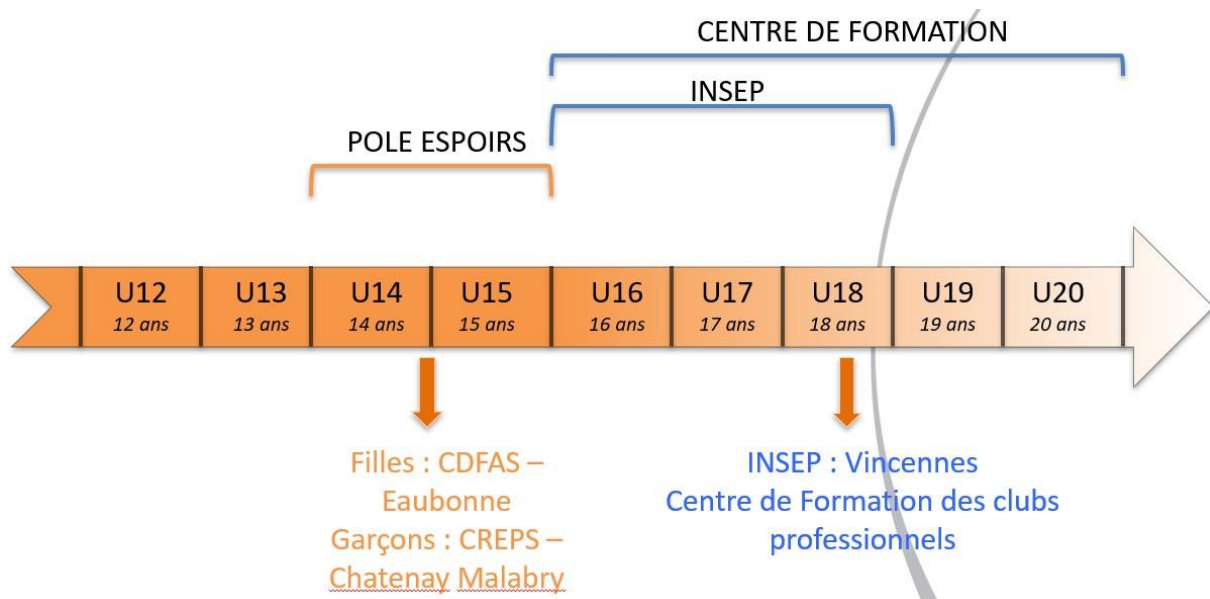 CENTRE DE FORMATION
INSEP
POLE ESPOIRS
U12 U13 U14 U15 U16 U17 U18 U19 U20
12 ans 13 ans 14 ans 15 ans 16 ans 17 ans 18 ans 19 ans 20 ans
Filles : CDFAS –
Eaubonne
Garçons : CREPS –
Chatenay Malabry
INSEP : Vincennes
Centre de Formation des clubs
professionnels